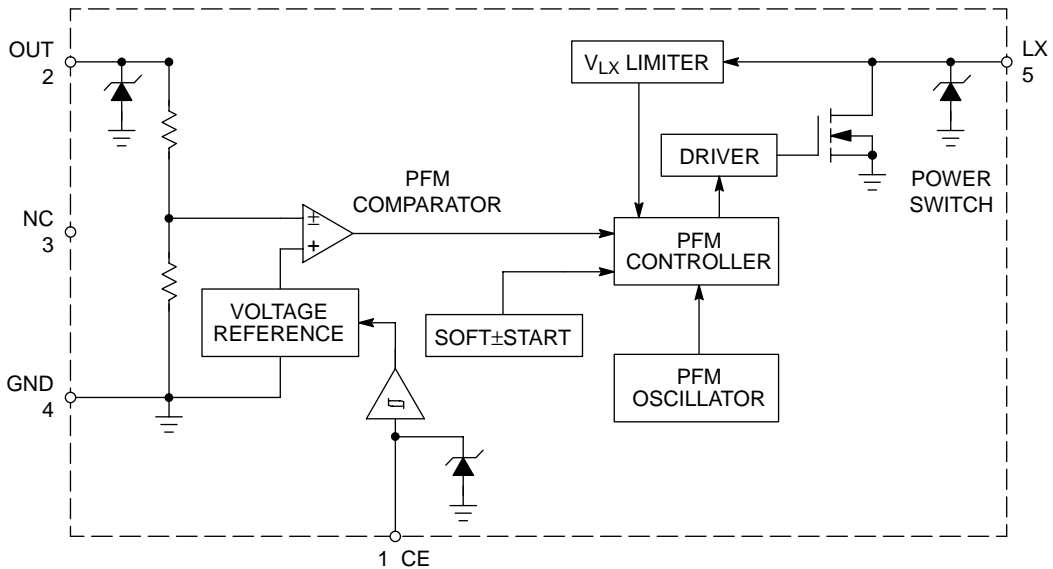 OUT
2
V_LX LIMITER
LX
5
DRIVER
POWER
SWITCH
PFM
COMPARATOR
NC
3
±
+
PFM
CONTROLLER
VOLTAGE
REFERENCE
SOFT±START
PFM
OSCILLATOR
GND
4
1 CE